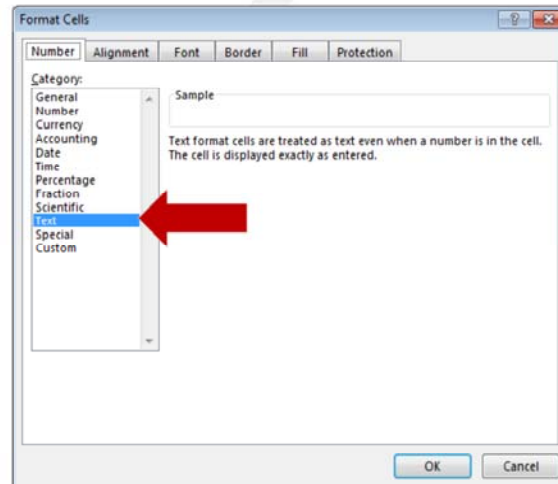 Format Cells
Number Alignment Font Border Fill Protection
Category:
General
Number
Currency
Accounting
Date
Time
Percentage
Fraction
Scientific
Text
Special
Custom
Sample
Text format cells are treated as text even when a number is in the cell.
The cell is displayed exactly as entered.
OK Cancel